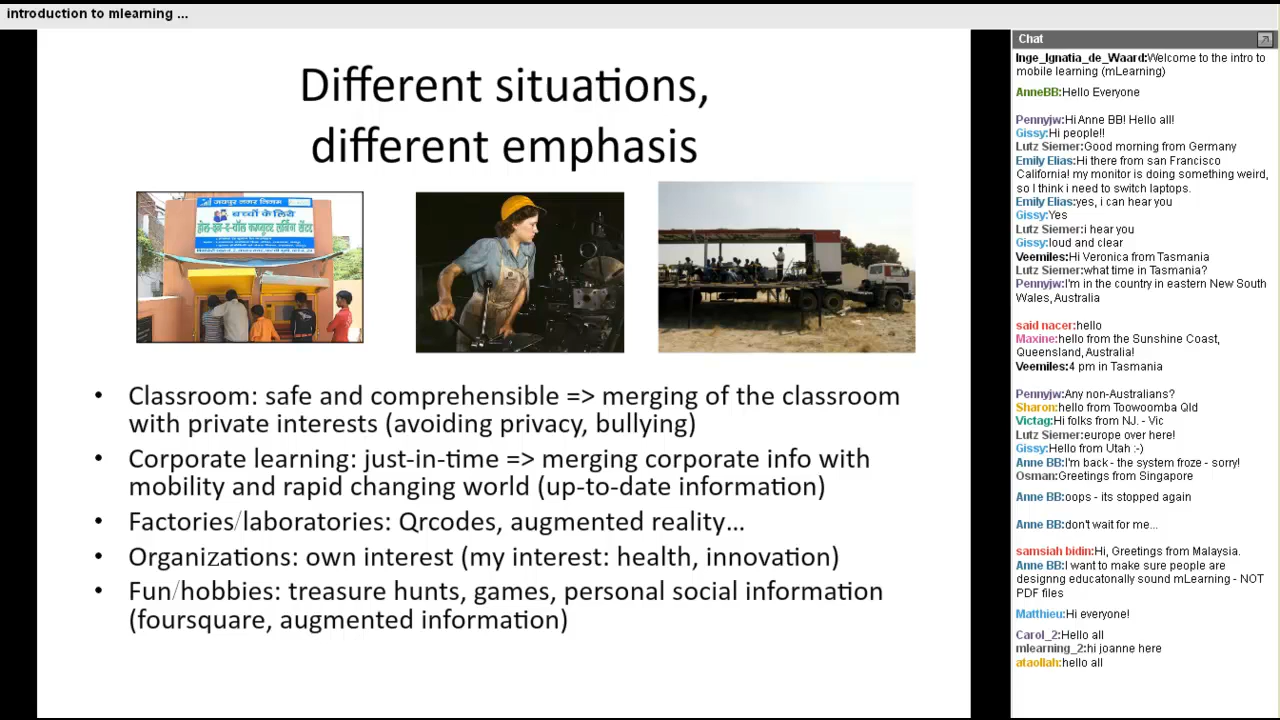 introduction to mlearning ...
Different situations,
different emphasis
जयपुर नगर निगम
बच्चों के लिये
होल-इन-द-वॉल कम्प्यूटर लर्निंग सेंटर
• Classroom: safe and comprehensible => merging of the classroom
with private interests (avoiding privacy, bullying)
• Corporate learning: just-in-time => merging corporate info with
mobility and rapid changing world (up-to-date information)
• Factories/laboratories: Qrcodes, augmented reality…
• Organizations: own interest (my interest: health, innovation)
• Fun/hobbies: treasure hunts, games, personal social information
(foursquare, augmented information)
Chat
Inge_Ignatia_de_Waard:Welcome to the intro to
mobile learning (mLearning)
AnneBB:Hello Everyone
Pennyjw:Hi Anne BB! Hello all!
Gissy:Hi people!!
Lutz Siemer:Good morning from Germany
Emily Elias:Hi there from san Francisco
California! my monitor is doing something weird,
so I think i need to switch laptops.
Emily Elias:yes, i can hear you
Gissy:Yes
Lutz Siemer:i hear you
Gissy:loud and clear
Veemiles:Hi Veronica from Tasmania
Lutz Siemer:what time in Tasmania?
Pennyjw:I'm in the country in eastern New South
Wales, Australia
said nacer:hello
Maxine:hello from the Sunshine Coast,
Queensland, Australia!
Veemiles:4 pm in Tasmania
Pennyjw:Any non-Australians?
Sharon:hello from Toowoomba Qld
Victag:Hi folks from NJ. - Vic
Lutz Siemer:europe over here!
Gissy:Hello from Utah :-)
Anne BB:I'm back - the system froze - sorry!
Osman:Greetings from Singapore
Anne BB:oops - its stopped again
Anne BB:don't wait for me...
samsiah bidin:Hi, Greetings from Malaysia.
Anne BB:I want to make sure people are
designng educatonally sound mLearning - NOT
PDF files
Matthieu:Hi everyone!
Carol_2:Hello all
mlearning_2:hi joanne here
ataollah:hello all